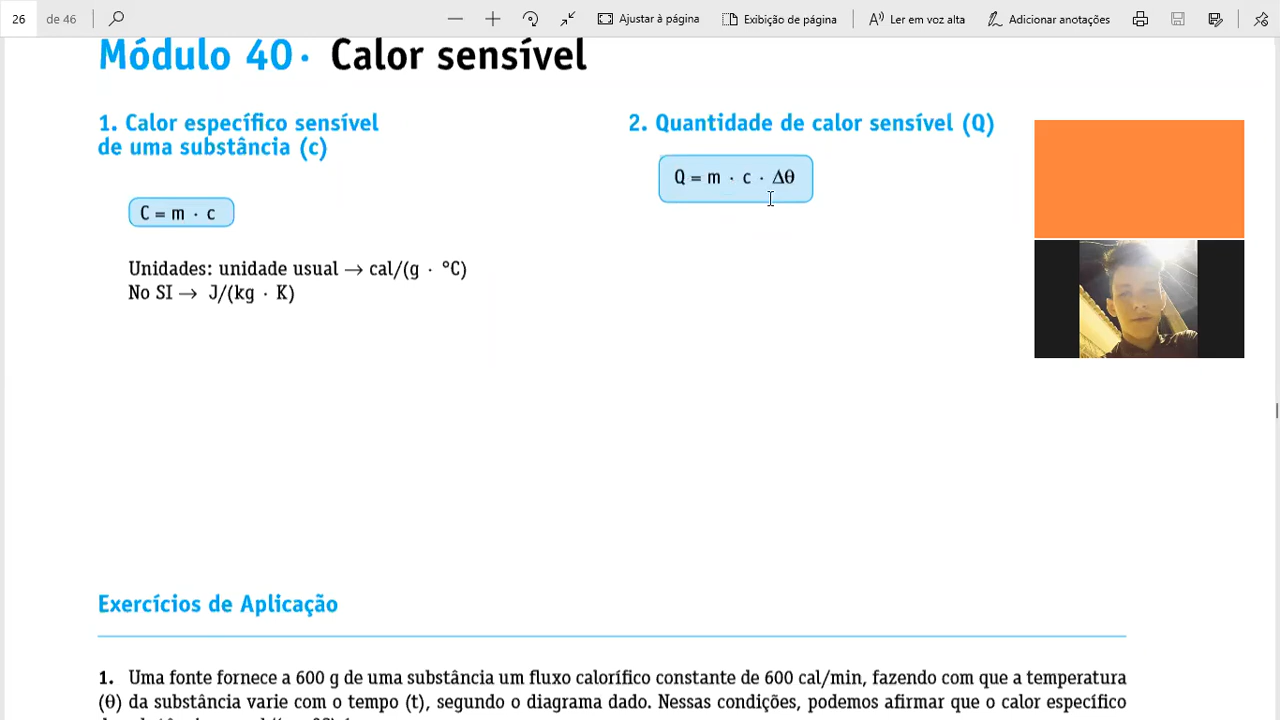 26 de 46 Ajustar à página Exibição de página Ler em voz alta Adicionar anotações
Módulo 40 · Calor sensível
1. Calor específico sensível
de uma substância (c)
C = m · c
Unidades: unidade usual → cal/(g · °C)
No SI → J/(kg · K)
2. Quantidade de calor sensível (Q)
Q = m · c · Δθ
Exercícios de Aplicação
1. Uma fonte fornece a 600 g de uma substância um fluxo calorífico constante de 600 cal/min, fazendo com que a temperatura
(θ) da substância varie com o tempo (t), segundo o diagrama dado. Nessas condições, podemos afirmar que o calor específico